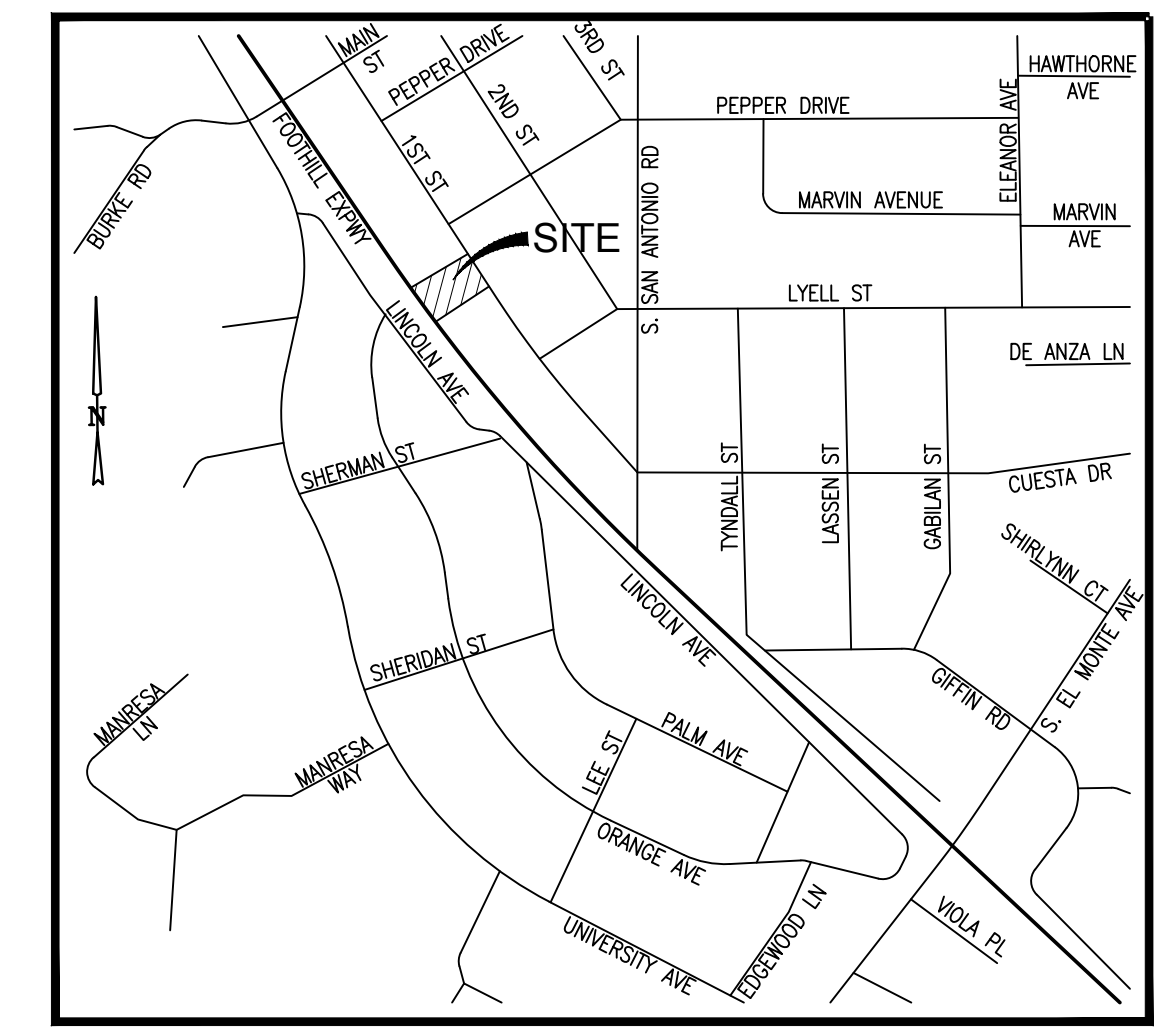 MAIN
ST
PEPPER DRIVE
3RD ST
HAWTHORNE
AVE
2ND ST
PEPPER DRIVE
ELEANOR AVE
FOOTHILL EXPWY
1ST ST
BURKE RD
S. SAN ANTONIO RD
MARVIN AVENUE
MARVIN
AVE
SITE
LYELL ST
LINCOLN AVE
DE ANZA LN
N
SHERMAN ST
TYNDALL ST
LASSEN ST
GABILAN ST
CUESTA DR
SHIRLYNN CT
LINCOLN AVE
S. EL MONTE AVE
SHERIDAN ST
GIFFIN RD
MANRESA
LN
PALM AVE
MANRESA
WAY
LEE ST
ORANGE AVE
EDGEWOOD LN
VIOLA PL
UNIVERSITY AVE